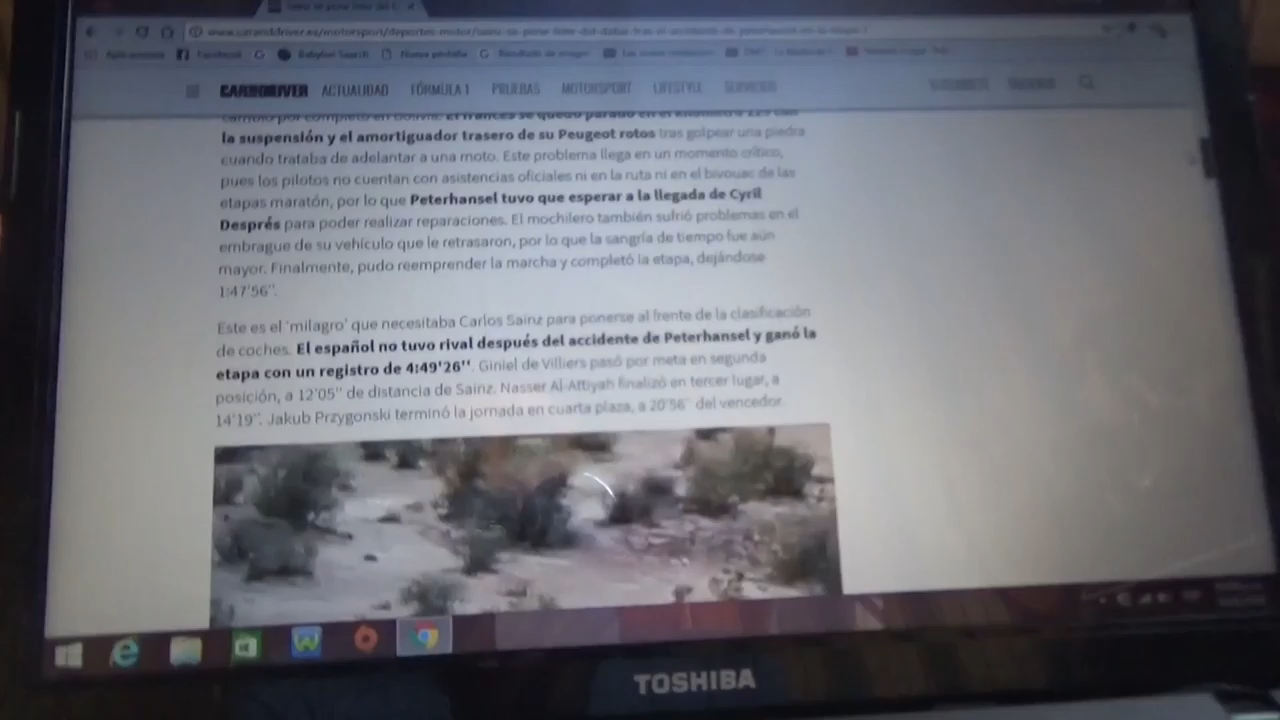 CARANDDRIVER ACTUALIDAD FÓRMULA 1 PRUEBAS MOTORSPORT LIFESTYLE SERVICIOS
Facebook Babylon Search Nueva pestaña
la suspensión y el amortiguador trasero de su Peugeot rotos tras golpear una piedra
cuando trataba de adelantar a una moto. Este problema llega en un momento crítico,
pues los pilotos no cuentan con asistencias oficiales ni en la ruta ni en el bivouac de las
etapas maratón, por lo que Peterhansel tuvo que esperar a la llegada de Cyril
Després para poder realizar reparaciones. El mochilero también sufrió problemas en el
embrague de su vehículo que le retrasaron, por lo que la sangría de tiempo fue aún
mayor. Finalmente, pudo reemprender la marcha y completó la etapa, dejándose
1:47'56''.
Este es el 'milagro' que necesitaba Carlos Sainz para ponerse al frente de la clasificación
de coches. El español no tuvo rival después del accidente de Peterhansel y ganó la
etapa con un registro de 4:49'26''. Giniel de Villiers pasó por meta en segunda
posición, a 12'05'' de distancia de Sainz. Nasser Al-Attiyah finalizó en tercer lugar, a
14'19''. Jakub Przygonski terminó la jornada en cuarta plaza, a 20'56'' del vencedor.
TOSHIBA